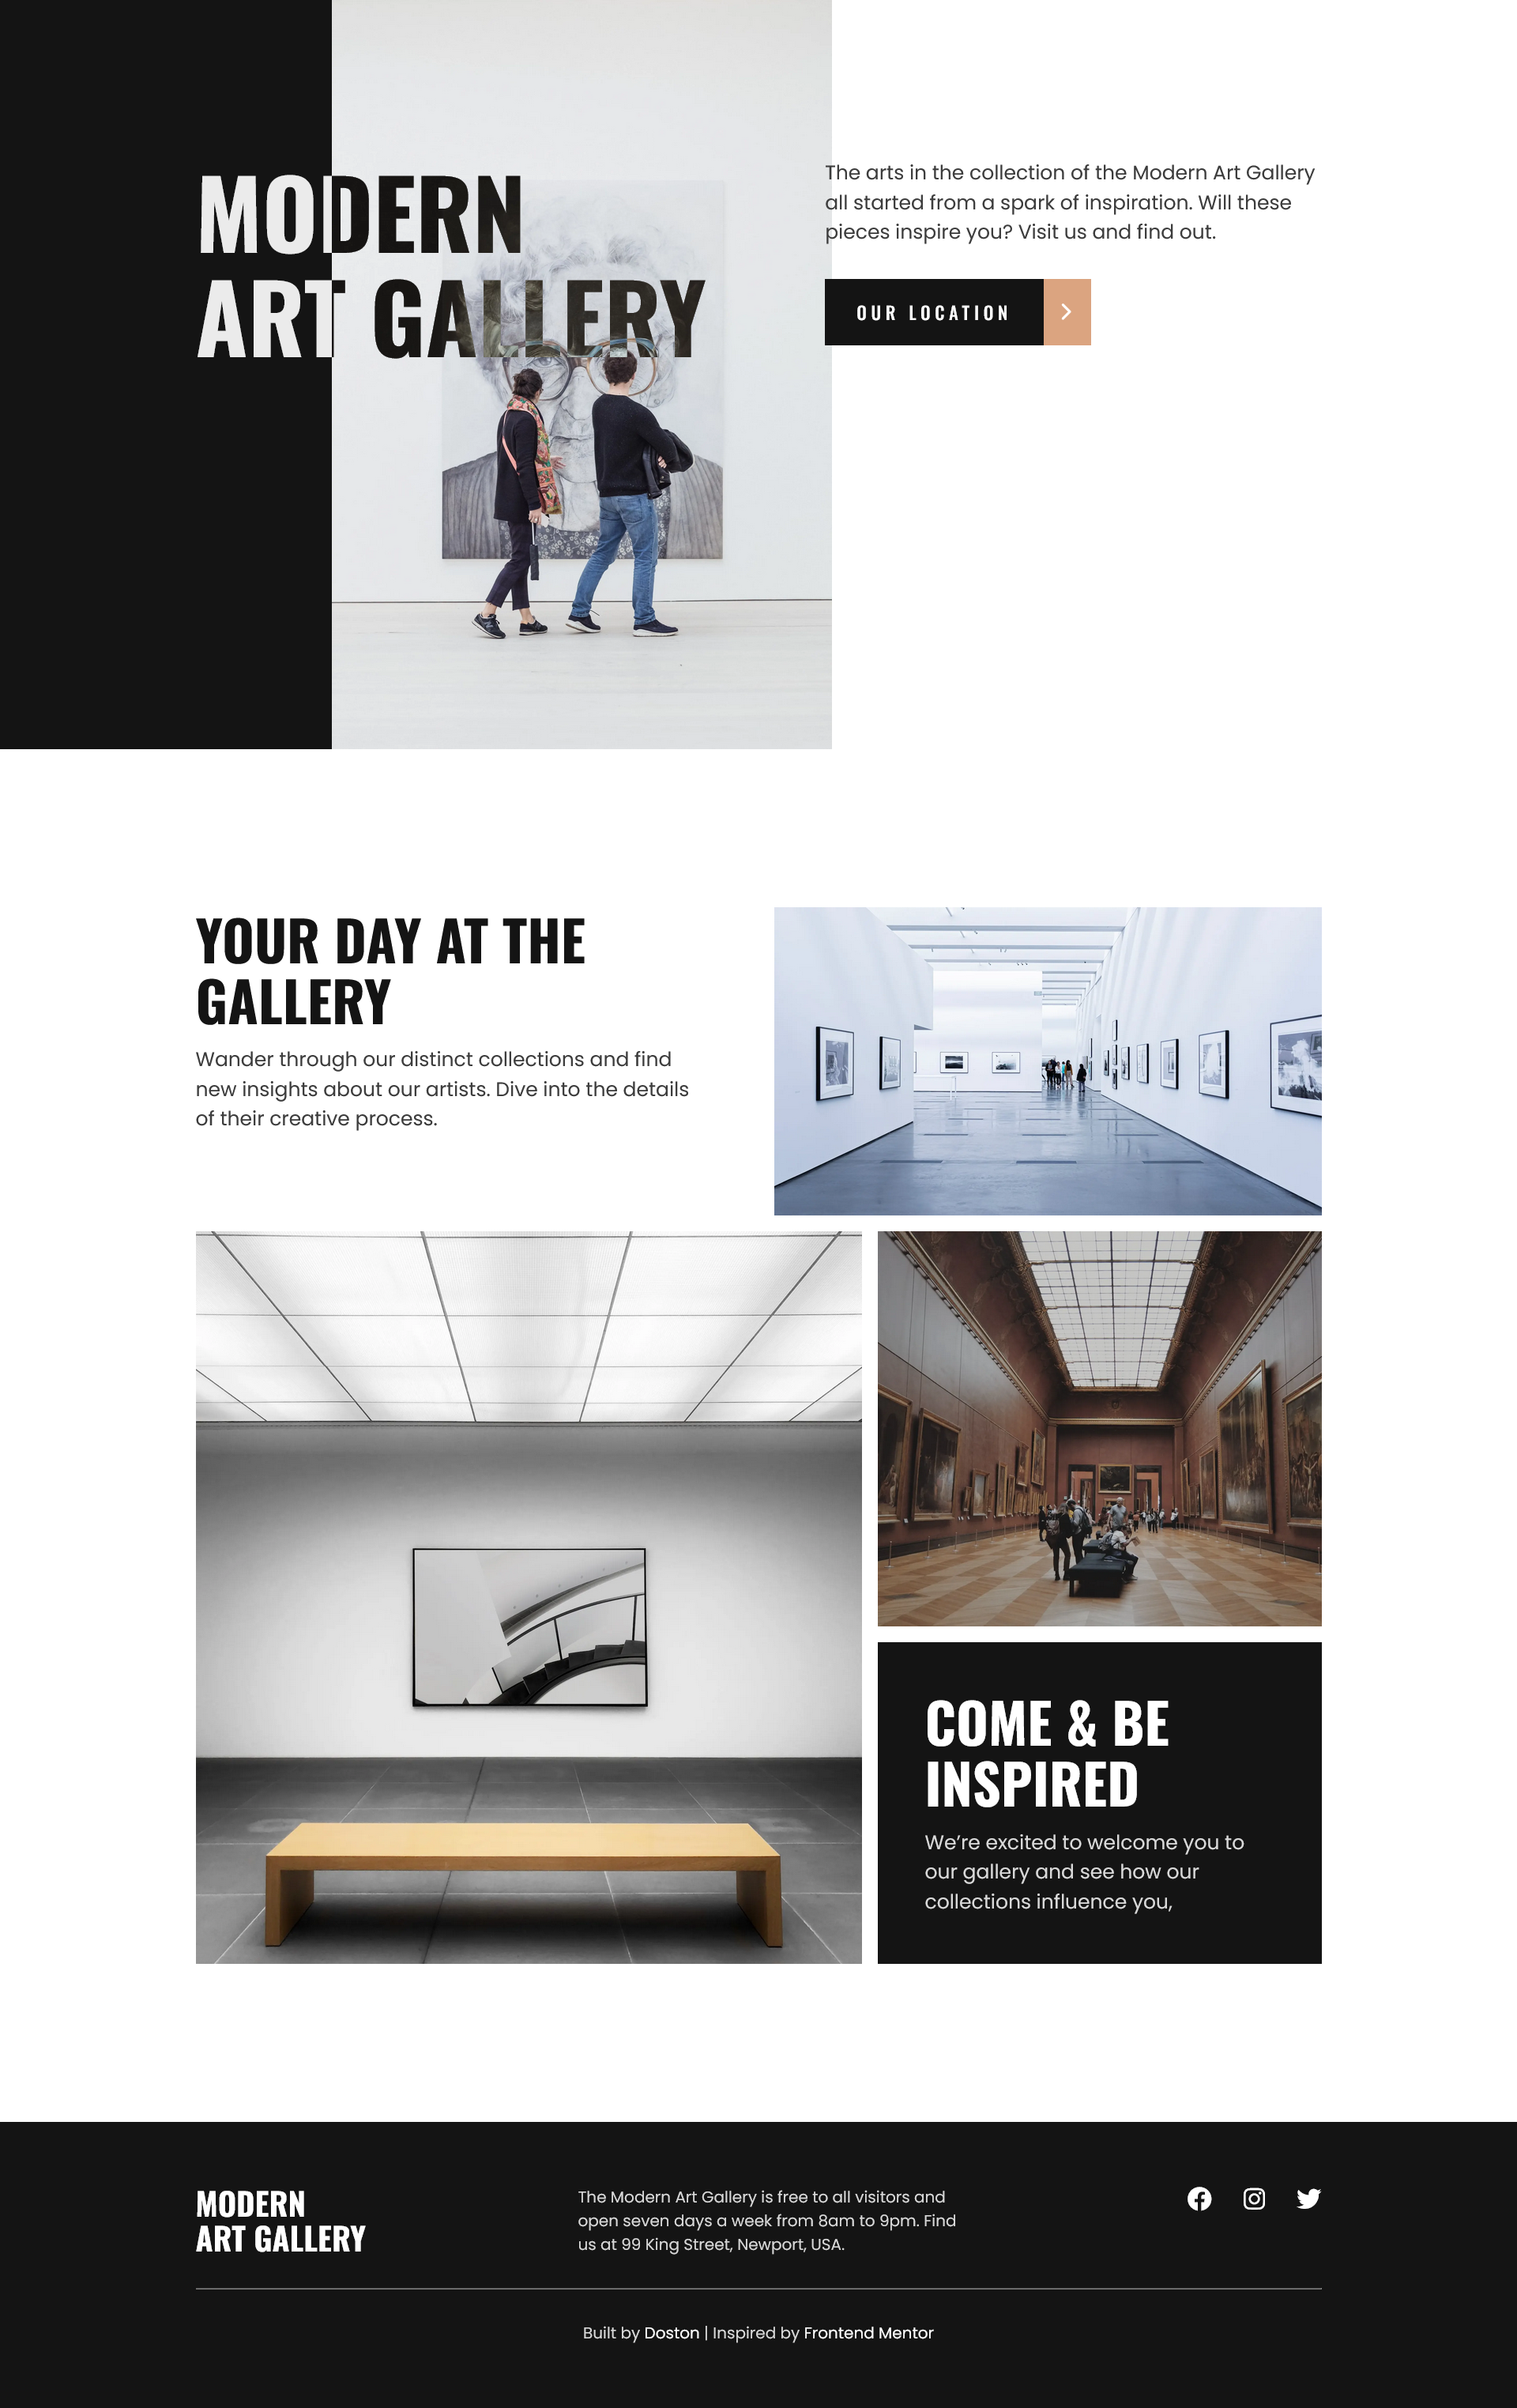 MODERN
ART GALLERY
The arts in the collection of the Modern Art Gallery
all started from a spark of inspiration. Will these
pieces inspire you? Visit us and find out.
OUR LOCATION
YOUR DAY AT THE
GALLERY
Wander through our distinct collections and find
new insights about our artists. Dive into the details
of their creative process.
COME & BE
INSPIRED
We’re excited to welcome you to
our gallery and see how our
collections influence you,
MODERN
ART GALLERY
The Modern Art Gallery is free to all visitors and
open seven days a week from 8am to 9pm. Find
us at 99 King Street, Newport, USA.
Built by Doston | Inspired by Frontend Mentor